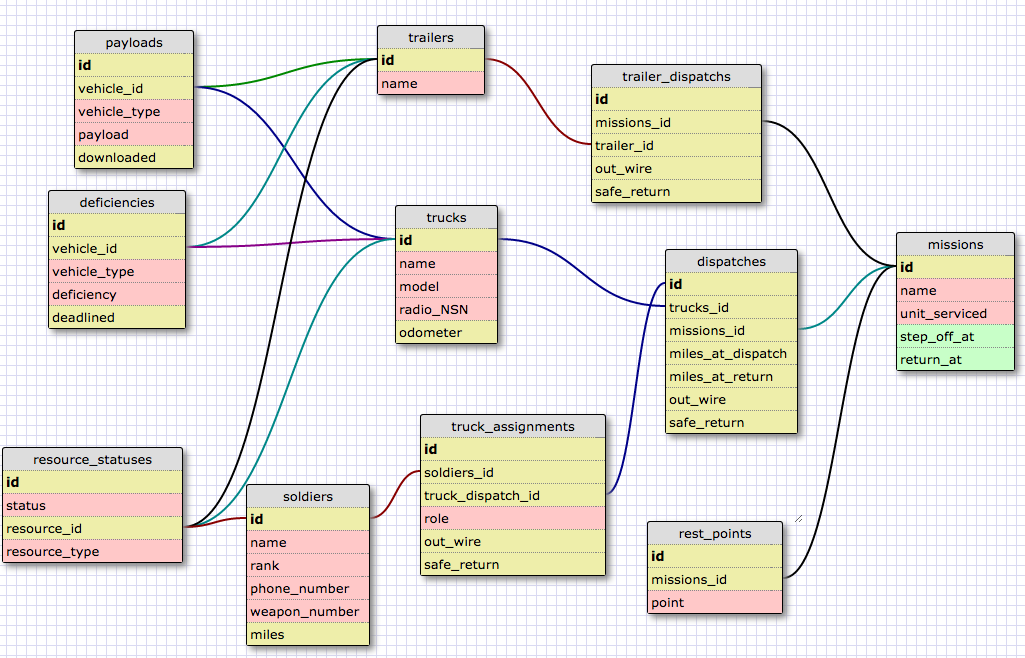 payloads
id
vehicle_id
vehicle_type
payload
downloaded
trailers
id
name
trailer_dispatchs
id
missions_id
trailer_id
out_wire
safe_return
deficiencies
id
vehicle_id
vehicle_type
deficiency
deadlined
trucks
id
name
model
radio_NSN
odometer
dispatches
id
trucks_id
missions_id
miles_at_dispatch
miles_at_return
out_wire
safe_return
missions
id
name
unit_serviced
step_off_at
return_at
resource_statuses
id
status
resource_id
resource_type
soldiers
id
name
rank
phone_number
weapon_number
miles
truck_assignments
id
soldiers_id
truck_dispatch_id
role
out_wire
safe_return
rest_points
id
missions_id
point